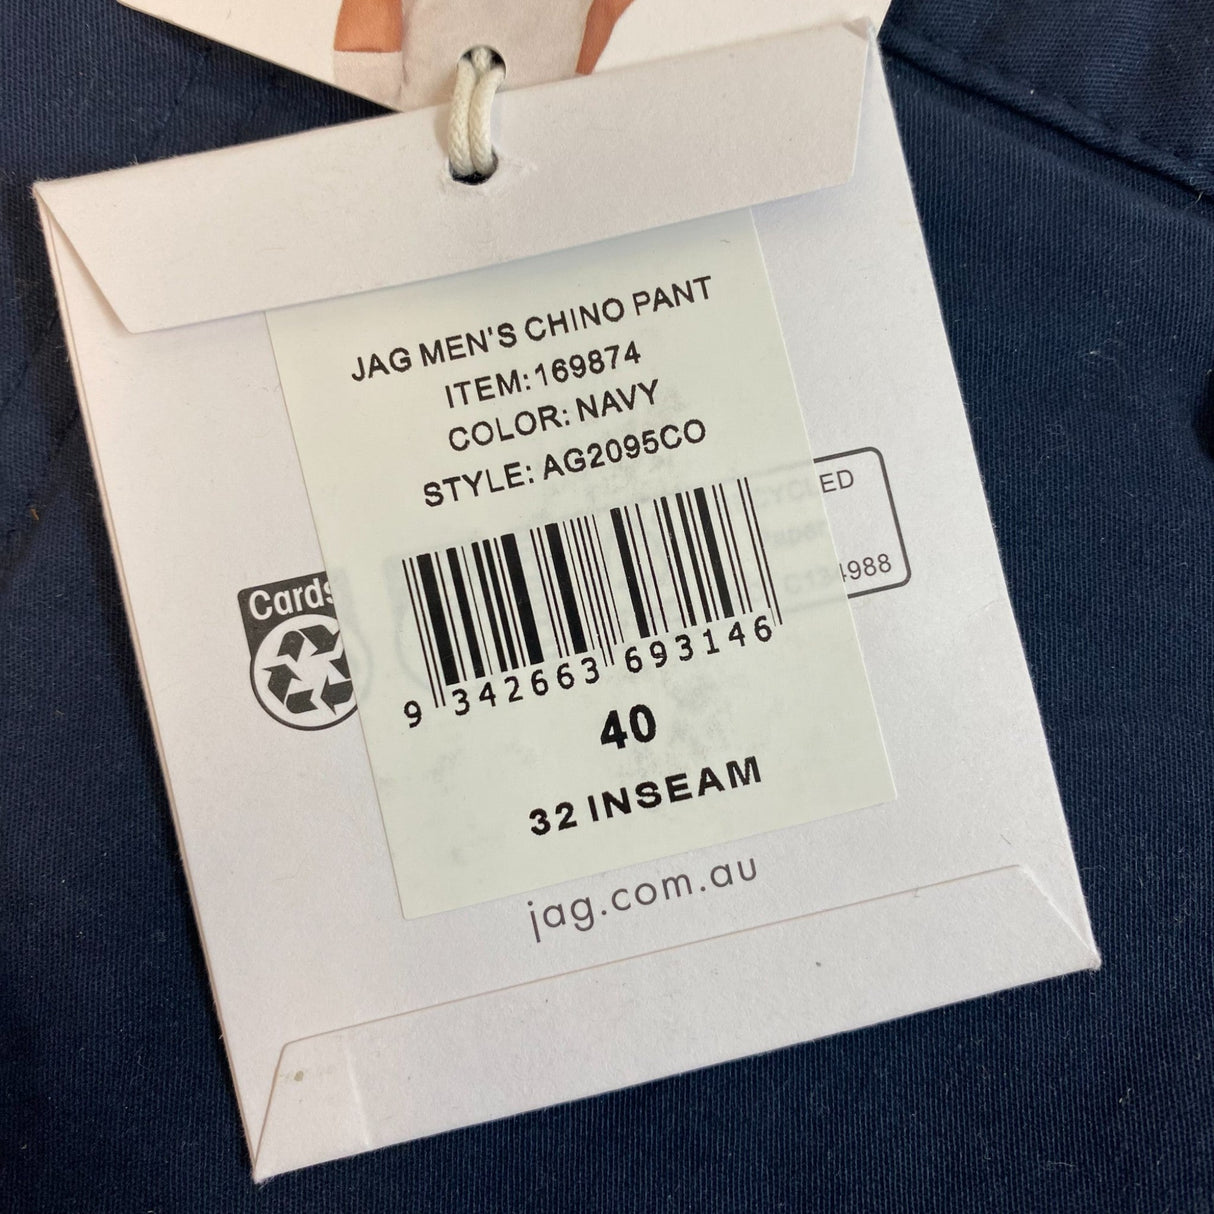 JAG MEN'S CHINO PANT
ITEM:169874
COLOR: NAVY
STYLE: AG2095CO
9 342663 693146
40
32 INSEAM
Cards
jag.com.au